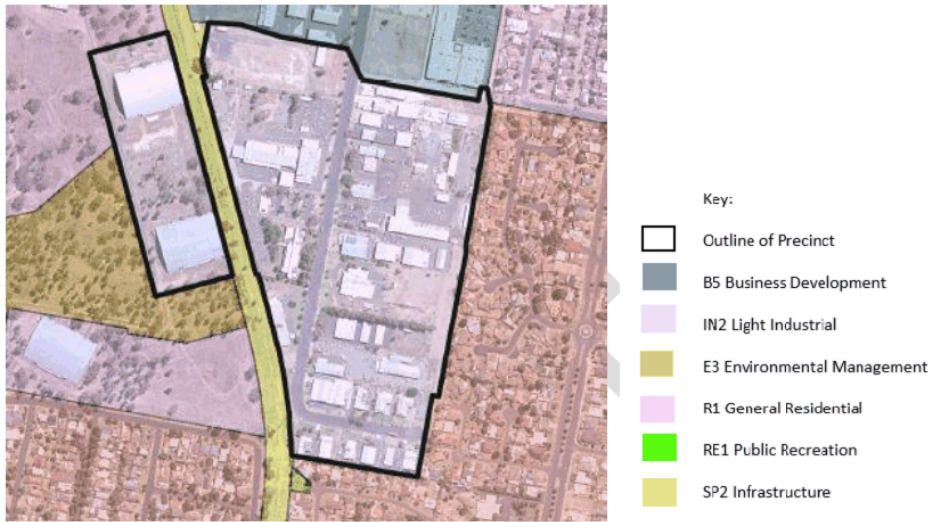 Key:
Outline of Precinct
B5 Business Development
IN2 Light Industrial
E3 Environmental Management
R1 General Residential
RE1 Public Recreation
SP2 Infrastructure